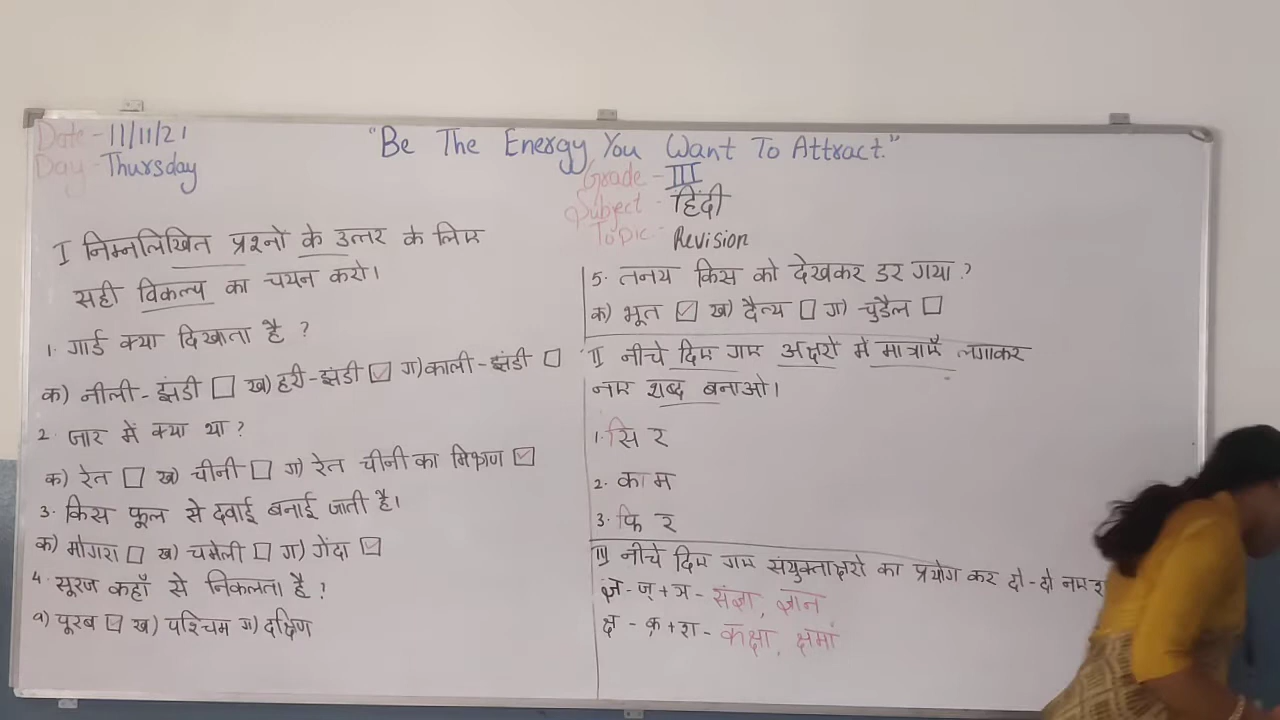 Date - 11/11/21
Day - Thursday
"Be The Energy You Want To Attract."
Grade - III
Subject - हिंदी
Topic - Revision
I निम्नलिखित प्रश्नों के उत्तर के लिए
सही विकल्प का चयन करो।
1. गार्ड क्या दिखाता है ?
क) नीली - झंडी ☐ ख) हरी - झंडी ☑ ग) काली - झंडी ☐
2. जार में क्या था ?
क) रेत ☐ ख) चीनी ☐ ग) रेत चीनी का मिश्रण ☑
3. किस फूल से दवाई बनाई जाती है।
क) मोगरा ☐ ख) चमेली ☐ ग) गेंदा ☑
4. सूरज कहाँ से निकलता है ?
क) पूरब ☑ ख) पश्चिम ग) दक्षिण
5. तनय किस को देखकर डर गया ?
क) भूत ☑ ख) दैत्य ☐ ग) चुडैल ☐
II नीचे दिए गए अक्षरों में मात्राएँ लगाकर
नए शब्द बनाओ।
1. सि र
2. का म
3. फि र
III नीचे दिए गए संयुक्ताक्षरों का प्रयोग कर दो - दो नए
ज्ञ - ज् + ञ - संज्ञा, ज्ञान
क्ष - क् + श - कक्षा, क्षमा